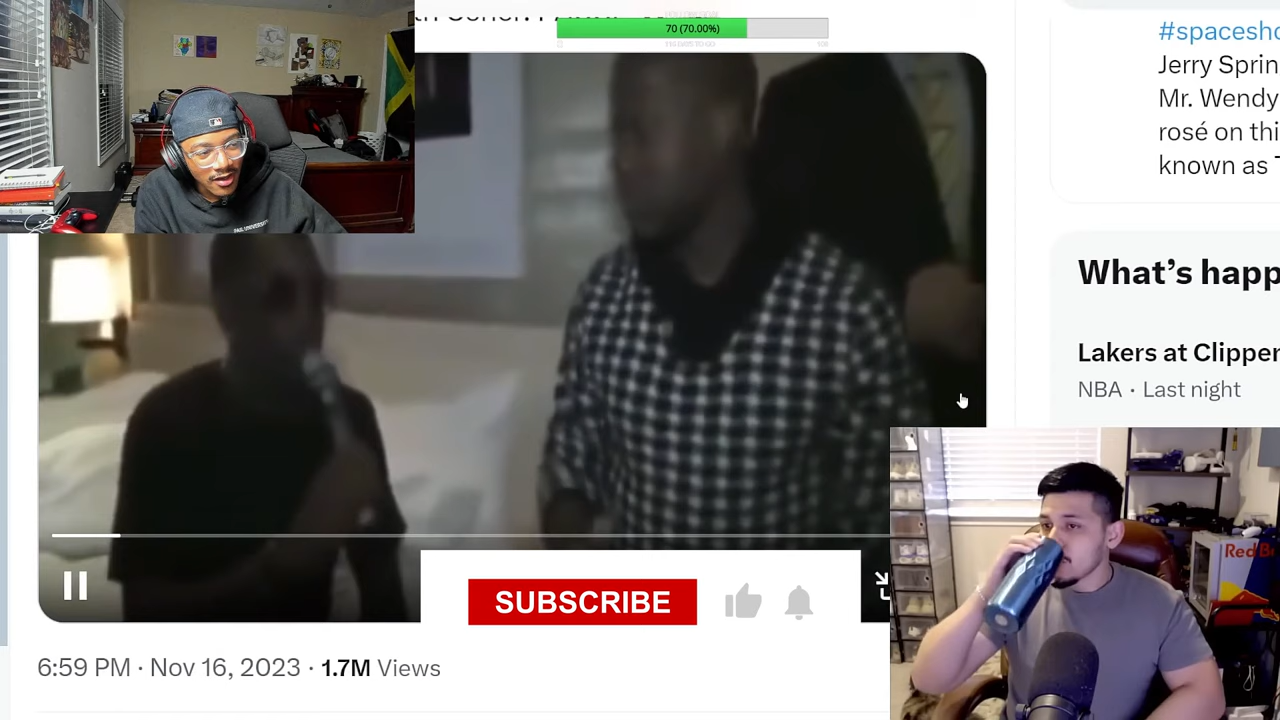 70 (70.00%)
#spacesho
Jerry Sprin
Mr. Wendy
rosé on thi
known as T
What's happ
Lakers at Clipper
NBA · Last night
SUBSCRIBE
6:59 PM · Nov 16, 2023 · 1.7M Views